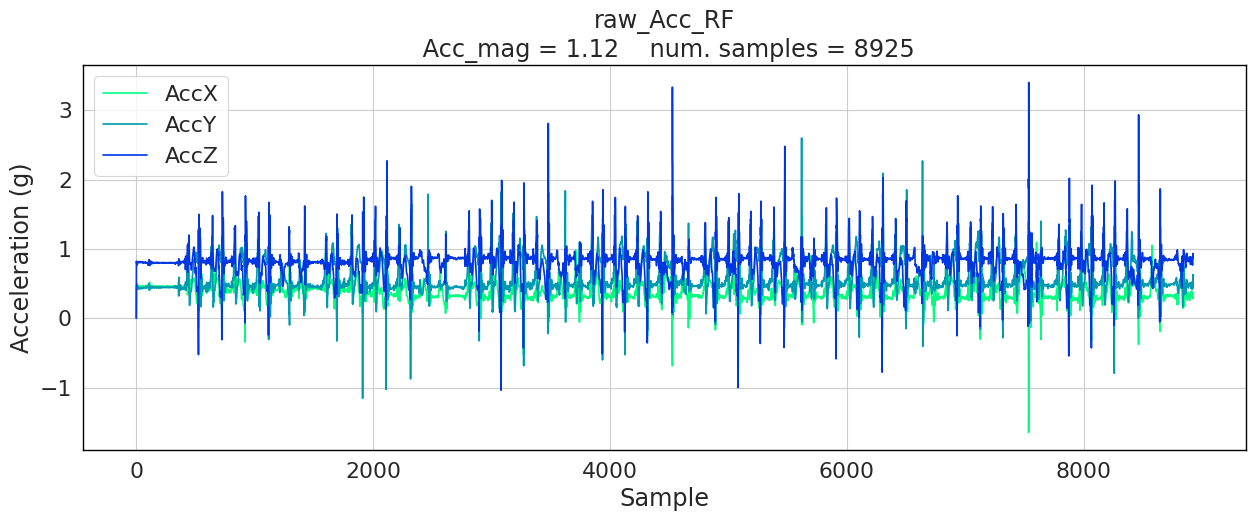 raw_Acc_RF
Acc_mag = 1.12    num. samples = 8925
AccX
AccY
AccZ
3
2
1
0
−1
Acceleration (g)
0 2000 4000 6000 8000
Sample